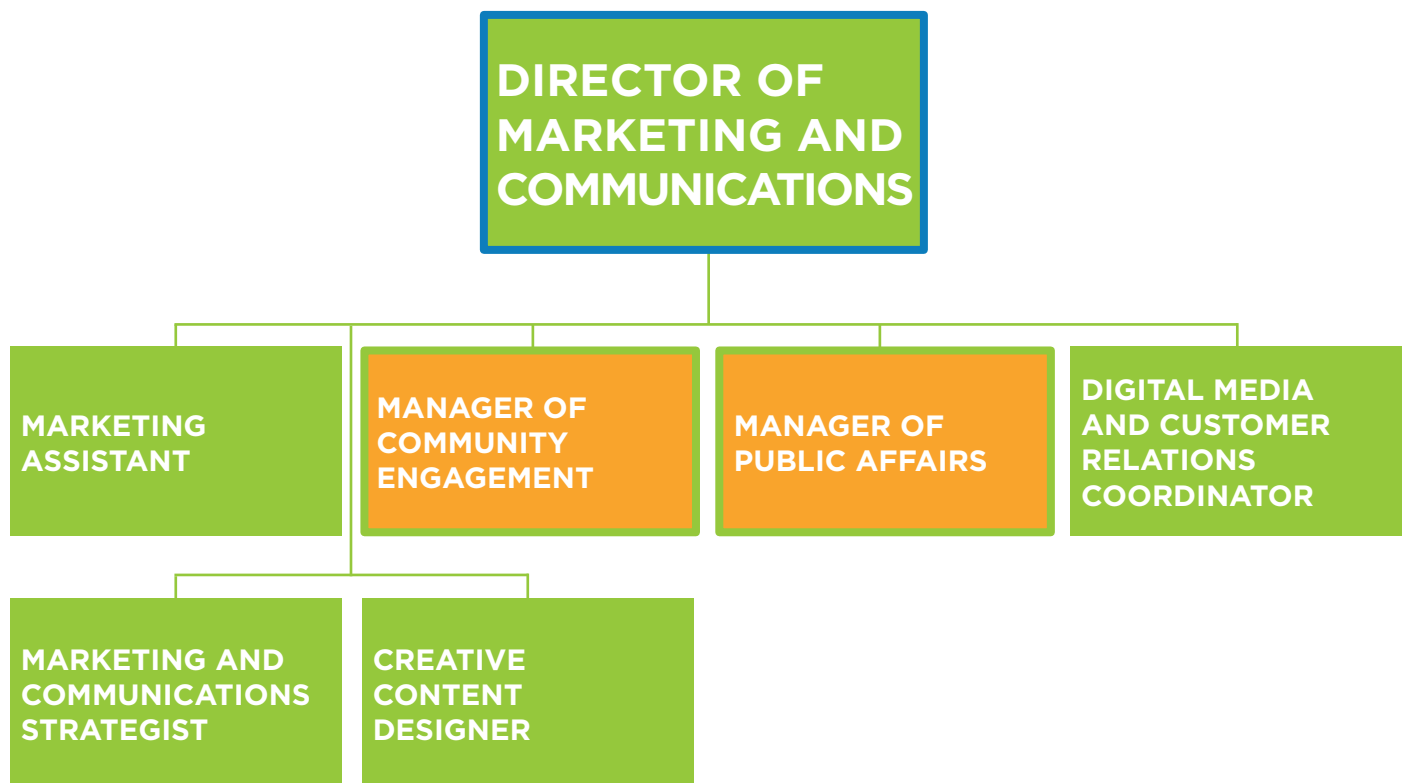 DIRECTOR OF
MARKETING AND
COMMUNICATIONS
MARKETING
ASSISTANT
MANAGER OF
COMMUNITY
ENGAGEMENT
MANAGER OF
PUBLIC AFFAIRS
DIGITAL MEDIA
AND CUSTOMER
RELATIONS
COORDINATOR
MARKETING AND
COMMUNICATIONS
STRATEGIST
CREATIVE
CONTENT
DESIGNER